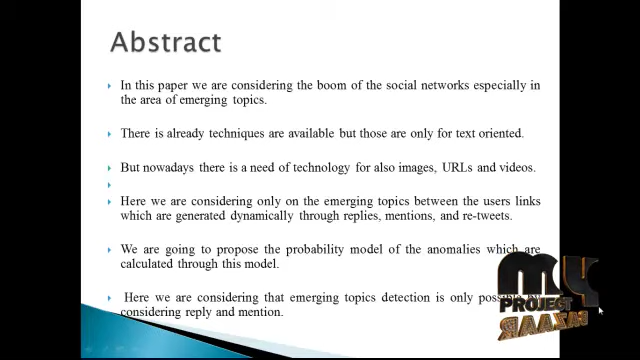 Abstract
In this paper we are considering the boom of the social networks especially in
the area of emerging topics.
There is already techniques are available but those are only for text oriented.
But nowadays there is a need of technology for also images, URLs and videos.
Here we are considering only on the emerging topics between the users links
which are generated dynamically through replies, mentions, and re-tweets.
We are going to propose the probability model of the anomalies which are
calculated through this model.
Here we are considering that emerging topics detection is only possible by
considering reply and mention.
MY
PROJECT
BAZAAR